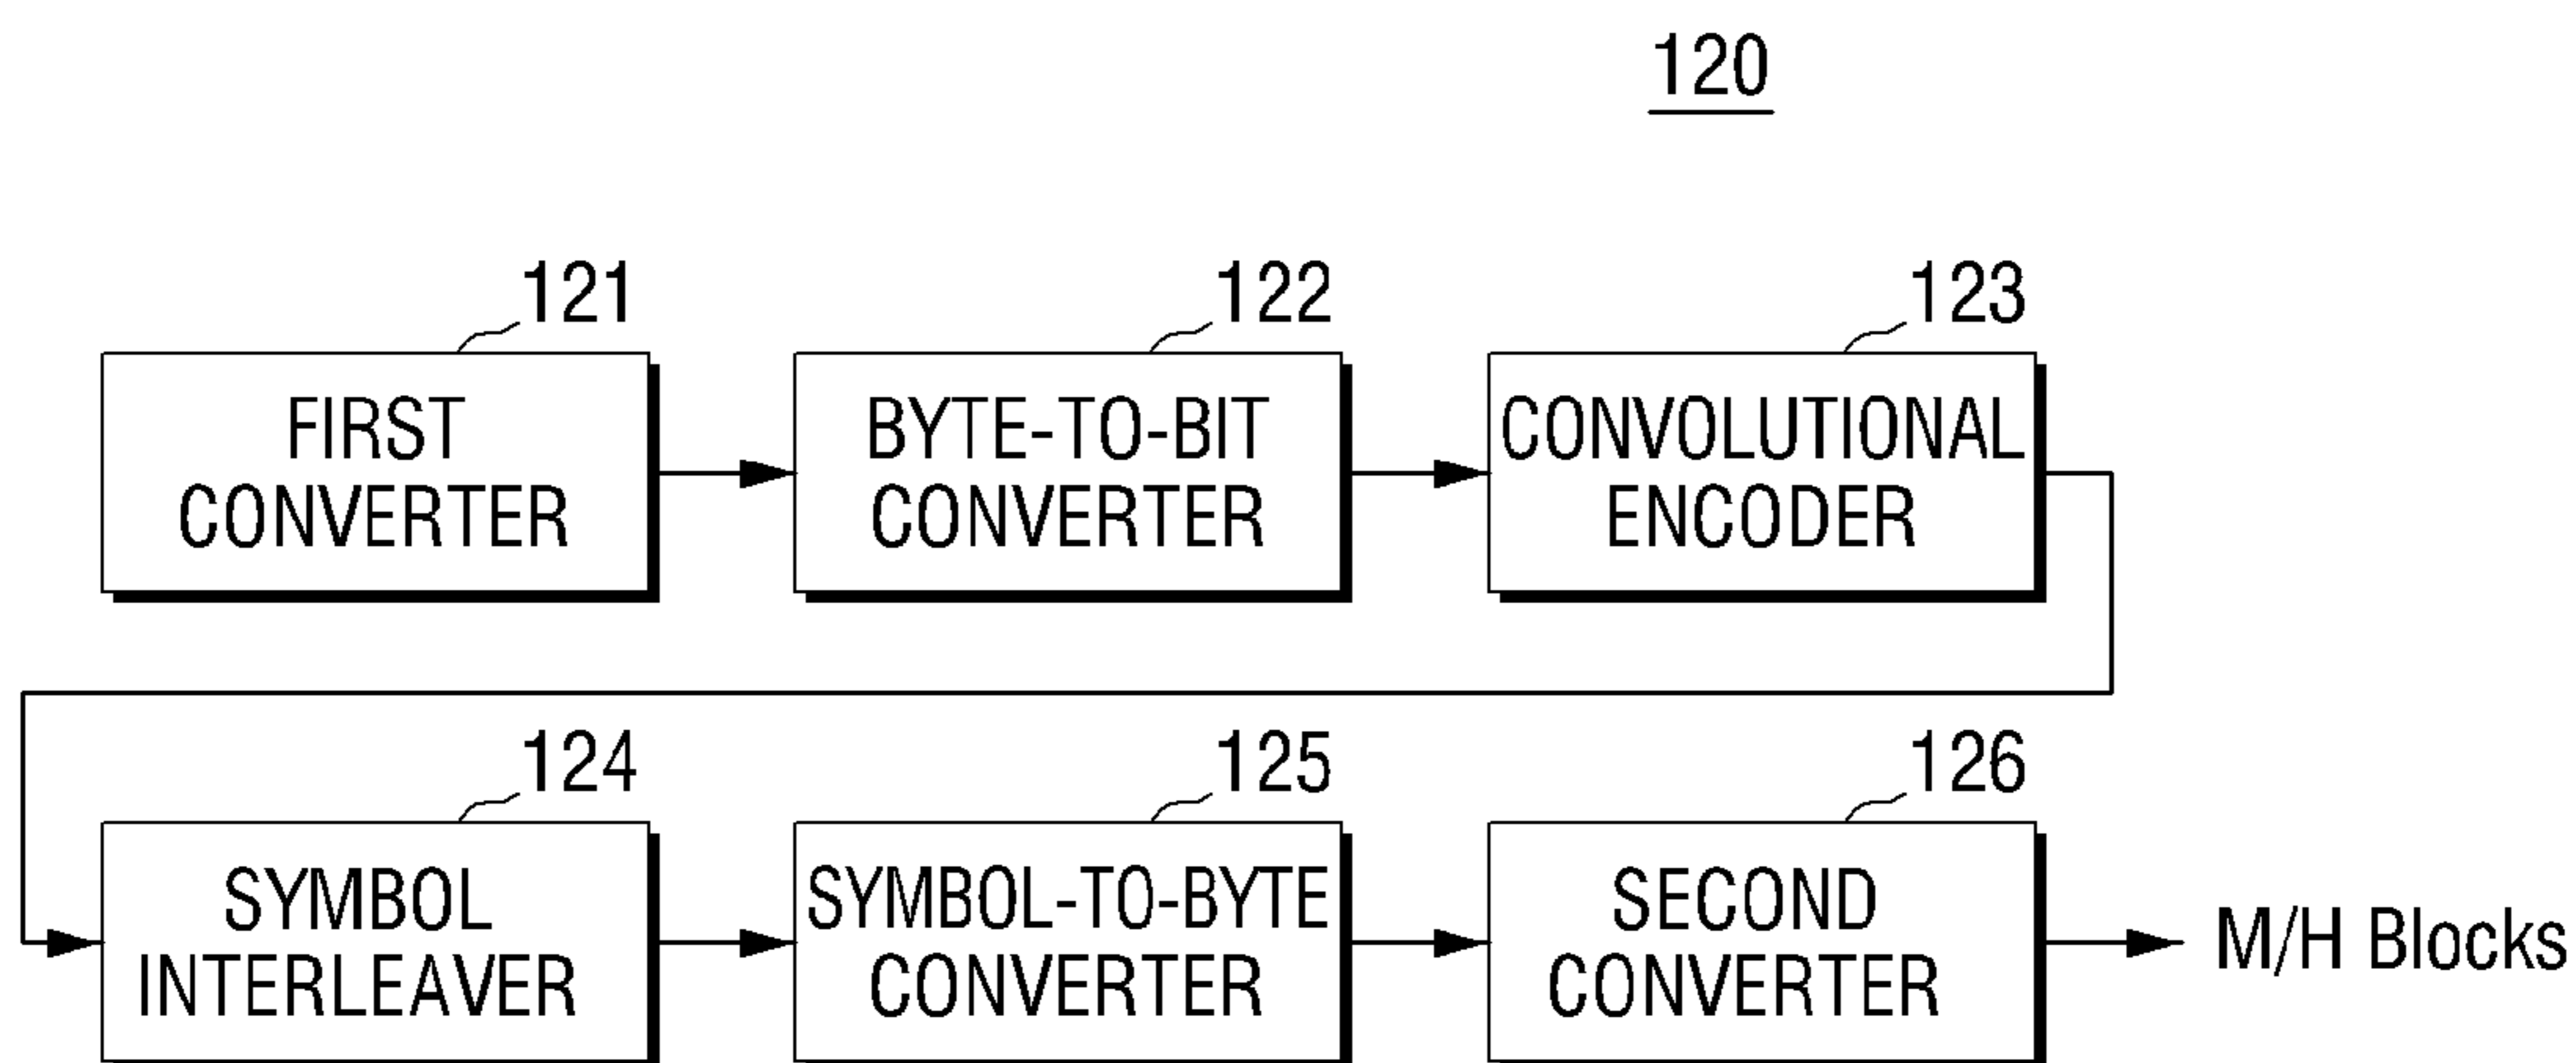 120
121
122
123
FIRST
CONVERTER
BYTE-TO-BIT
CONVERTER
CONVOLUTIONAL
ENCODER
124
125
126
SYMBOL
INTERLEAVER
SYMBOL-TO-BYTE
CONVERTER
SECOND
CONVERTER
M/H Blocks